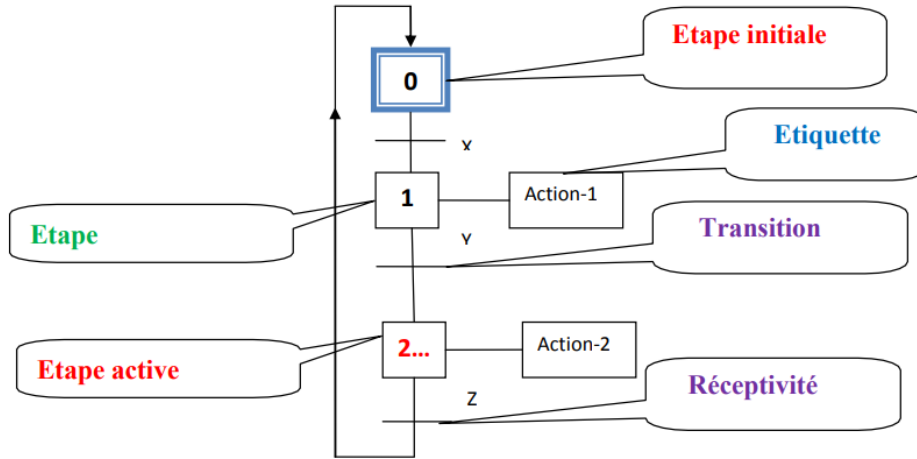 Etape initiale
0
X
Etiquette
1
Action-1
Etape
Y
Transition
2...
Action-2
Etape active
Z
Réceptivité